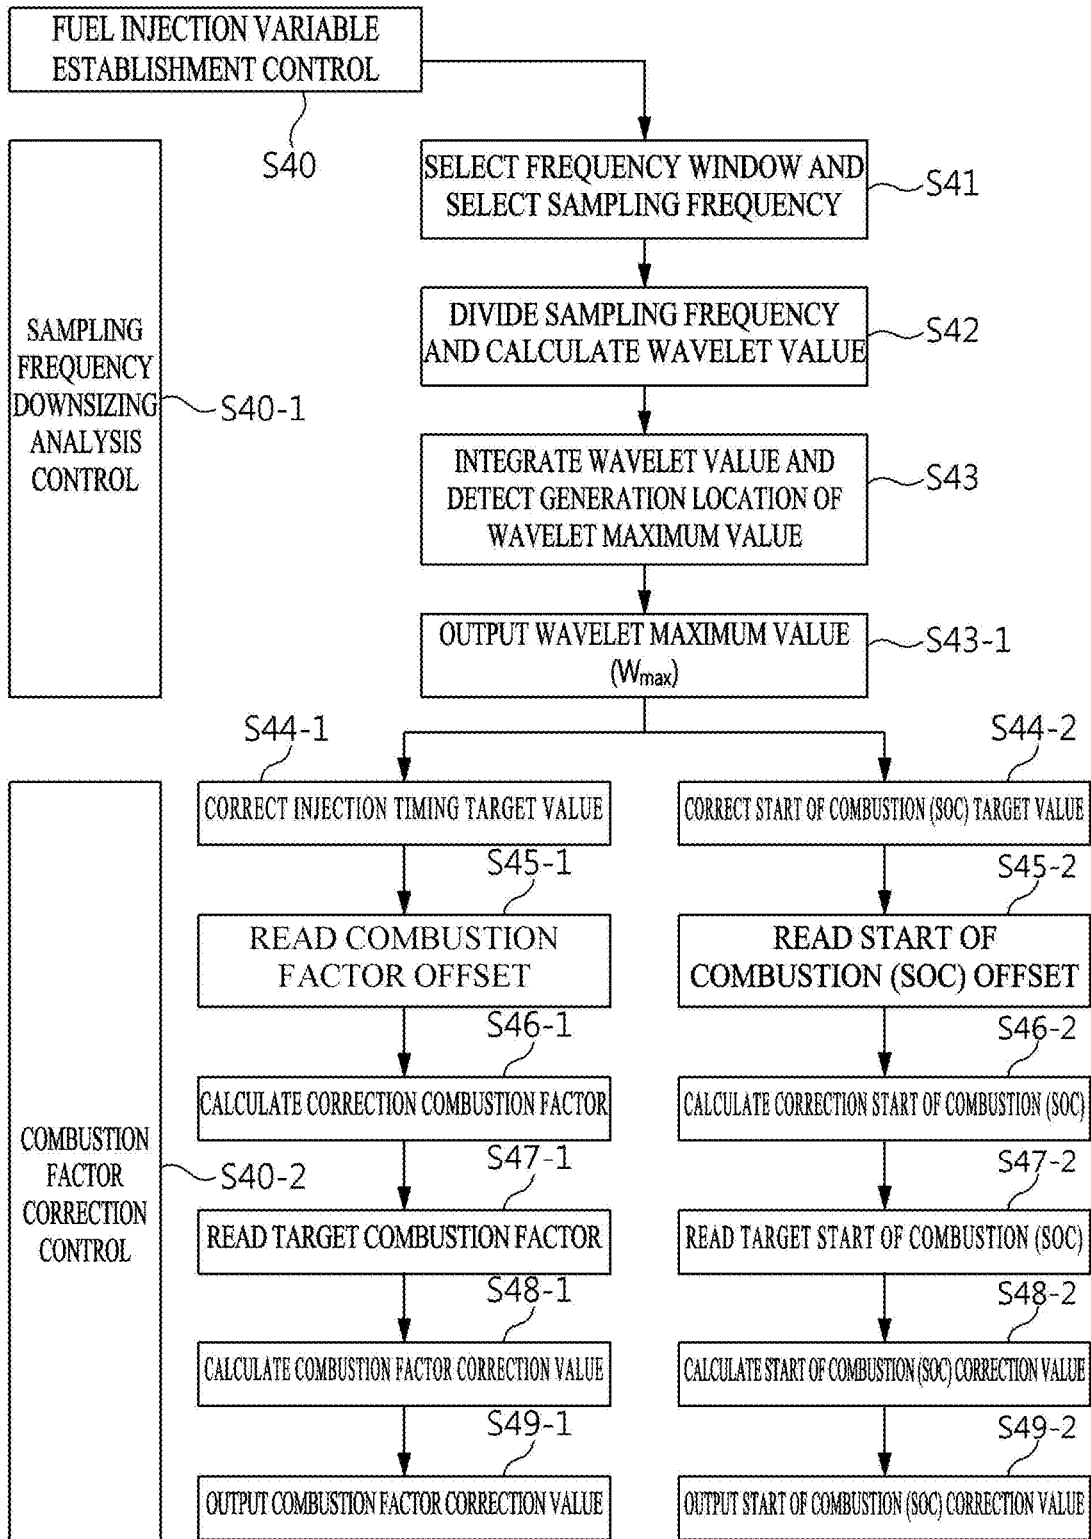 FUEL INJECTION VARIABLE
ESTABLISHMENT CONTROL
S40
SELECT FREQUENCY WINDOW AND
SELECT SAMPLING FREQUENCY
S41
DIVIDE SAMPLING FREQUENCY
AND CALCULATE WAVELET VALUE
S42
SAMPLING
FREQUENCY
DOWNSIZING
ANALYSIS
CONTROL
S40-1
INTEGRATE WAVELET VALUE AND
DETECT GENERATION LOCATION OF
WAVELET MAXIMUM VALUE
S43
OUTPUT WAVELET MAXIMUM VALUE
(Wmax)
S43-1
S44-1
S44-2
CORRECT INJECTION TIMING TARGET VALUE
CORRECT START OF COMBUSTION (SOC) TARGET VALUE
S45-1
S45-2
READ COMBUSTION
FACTOR OFFSET
READ START OF
COMBUSTION (SOC) OFFSET
S46-1
S46-2
CALCULATE CORRECTION COMBUSTION FACTOR
CALCULATE CORRECTION START OF COMBUSTION (SOC)
COMBUSTION
FACTOR
CORRECTION
CONTROL
S40-2
S47-1
S47-2
READ TARGET COMBUSTION FACTOR
READ TARGET START OF COMBUSTION (SOC)
S48-1
S48-2
CALCULATE COMBUSTION FACTOR CORRECTION VALUE
CALCULATE START OF COMBUSTION (SOC) CORRECTION VALUE
S49-1
S49-2
OUTPUT COMBUSTION FACTOR CORRECTION VALUE
OUTPUT START OF COMBUSTION (SOC) CORRECTION VALUE